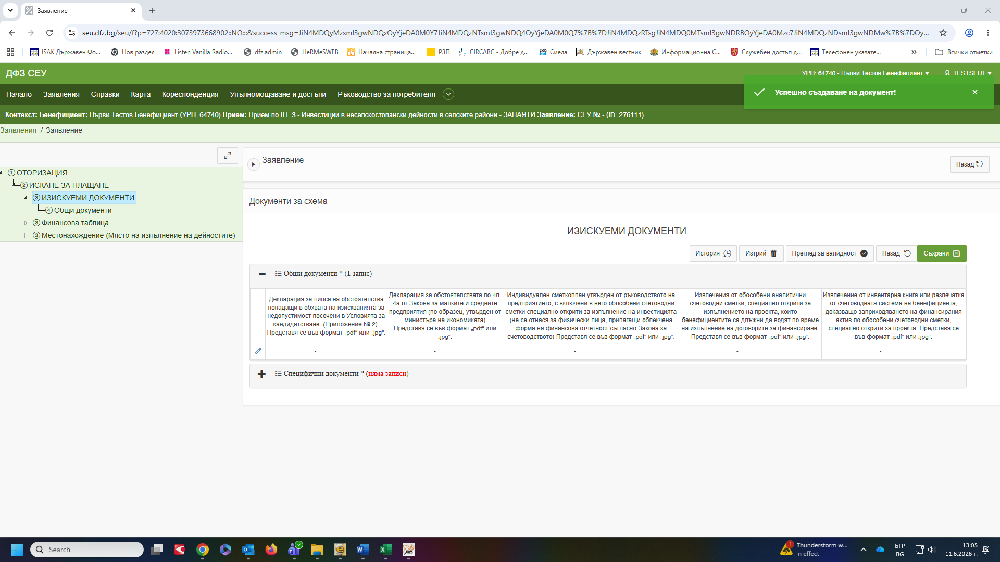 Заявление
seu.dfz.bg/seu/f?p=727:4020:3073973668902::NO:::&success_msg=JiN4MDQyMzsmI3gwNDQxOyYjeDA0M0Y7JiN4MDQzNTsmI3gwNDQ4OyYjeDA0M0Q7%7B%7DJiN4MDQzRTsgJiN4MDQ0MTsmI3gwNDRBOyYjeDA0Mzc7JiN4MDQzNDsmI3gwNDMw%7B%7DOy...
ISAK Държавен Фо...
Нов раздел
Listen Vanilla Radio...
dfz.admin
HeRMeSWEB
Начална страница...
РЗП
CIRCABC - Добре д...
Сиела
Държавен вестник
Информационна С...
Служебен достъп д...
Телефонен указате...
Всички отметки
ДФЗ СЕУ
УРН: 64740 - Първи Тестов Бенефициент
TESTSEU1
Начало
Заявления
Справки
Карта
Кореспонденция
Упълномощаване и достъпи
Ръководство за потребителя
Успешно създаване на документ!
Контекст: Бенефициент: Първи Тестов Бенефициент (УРН: 64740) Прием: Прием по II.Г.3 - Инвестиции в неселскостопански дейности в селските райони - ЗАНАЯТИ Заявление: СЕУ № - (ID: 276111)
Заявления / Заявление
1 ОТОРИЗАЦИЯ
2 ИСКАНЕ ЗА ПЛАЩАНЕ
3 ИЗИСКУЕМИ ДОКУМЕНТИ
4 Общи документи
3 Финансова таблица
3 Местонахождение (Място на изпълнение на дейностите)
Заявление
Назад
Документи за схема
ИЗИСКУЕМИ ДОКУМЕНТИ
История
Изтрий
Преглед за валидност
Назад
Съхрани
Общи документи * (1 запис)
Декларация за липса на обстоятелства
попадащи в обхвата на изискванията за
недопустимост посочени в Условията за
кандидатстване. (Приложение № 2).
Представя се във формат „pdf“ или „jpg“.
Декларация за обстоятелствата по чл.
4а от Закона за малките и средните
предприятия (по образец, утвърден от
министъра на икономиката)
Представя се във формат „pdf“ или
„jpg“.
Индивидуален сметкоплан утвърден от ръководството на
предприятието, с включени в него обособени счетоводни
сметки специално открити за изпълнение на инвестицията
(не се отнася за физически лица, прилагащи облекчена
форма на финансова отчетност съгласно Закона за
счетоводството) Представя се във формат „pdf“ или „jpg“.
Извлечения от обособени аналитични
счетоводни сметки, специално открити за
изпълнението на проекта, които
бенефициентите са длъжни да водят по време
на изпълнение на договорите за финансиране.
Представя се във формат „pdf“ или „jpg“.
Извлечение от инвентарна книга или разпечатка
от счетоводната система на бенефициента,
доказващо заприходяването на финансирания
актив по обособени счетоводни сметки,
специално открити за проекта. Представя се
във формат „pdf“ или „jpg“.
- - - - -
Специфични документи * (няма записи)
Search
1
Thunderstorm w...
In effect
БГР
BG
13:05
11.6.2026 г.